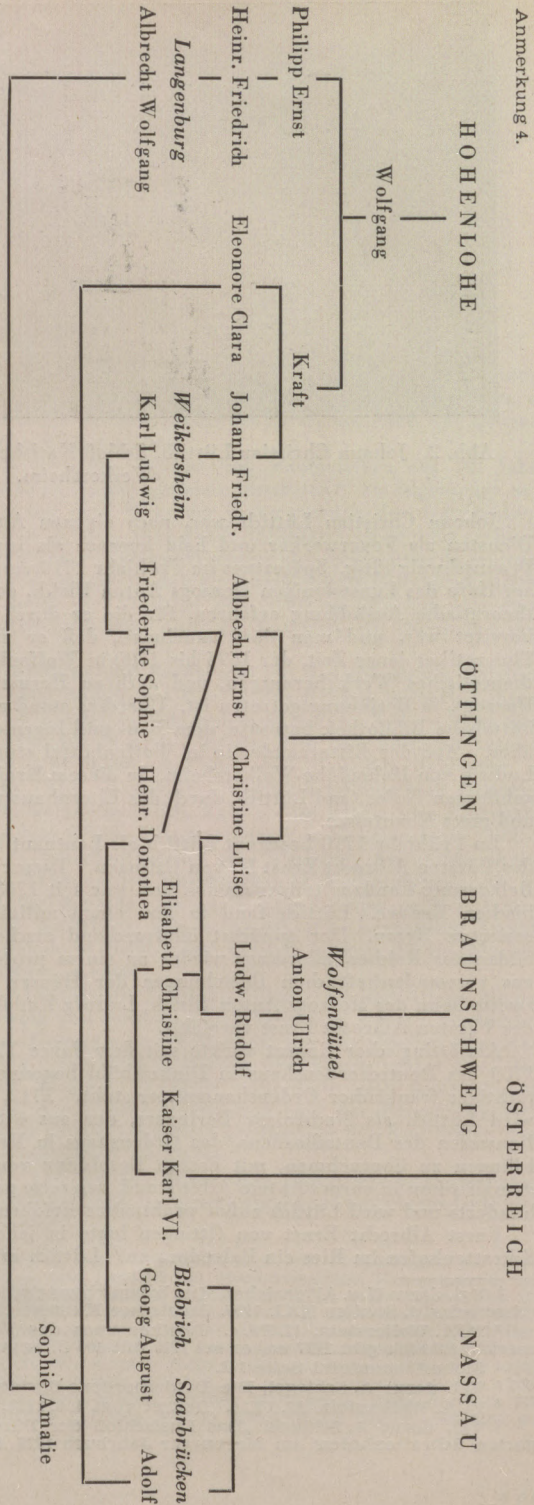 Anmerkung 4.
ÖSTERREICH
HOHENLOHE ÖTTINGEN BRAUNSCHWEIG NASSAU
Wolfgang
Wolfenbüttel
Philipp Ernst Kraft Anton Ulrich
Heinr. Friedrich Eleonore Clara Johann Friedr. Albrecht Ernst Christine Luise Ludw. Rudolf
Langenburg Weikersheim Elisabeth Christine Kaiser Karl VI. Biebrich Saarbrücken
Albrecht Wolfgang Karl Ludwig Friederike Sophie Henr. Dorothea Georg August Adolf
Sophie Amalie